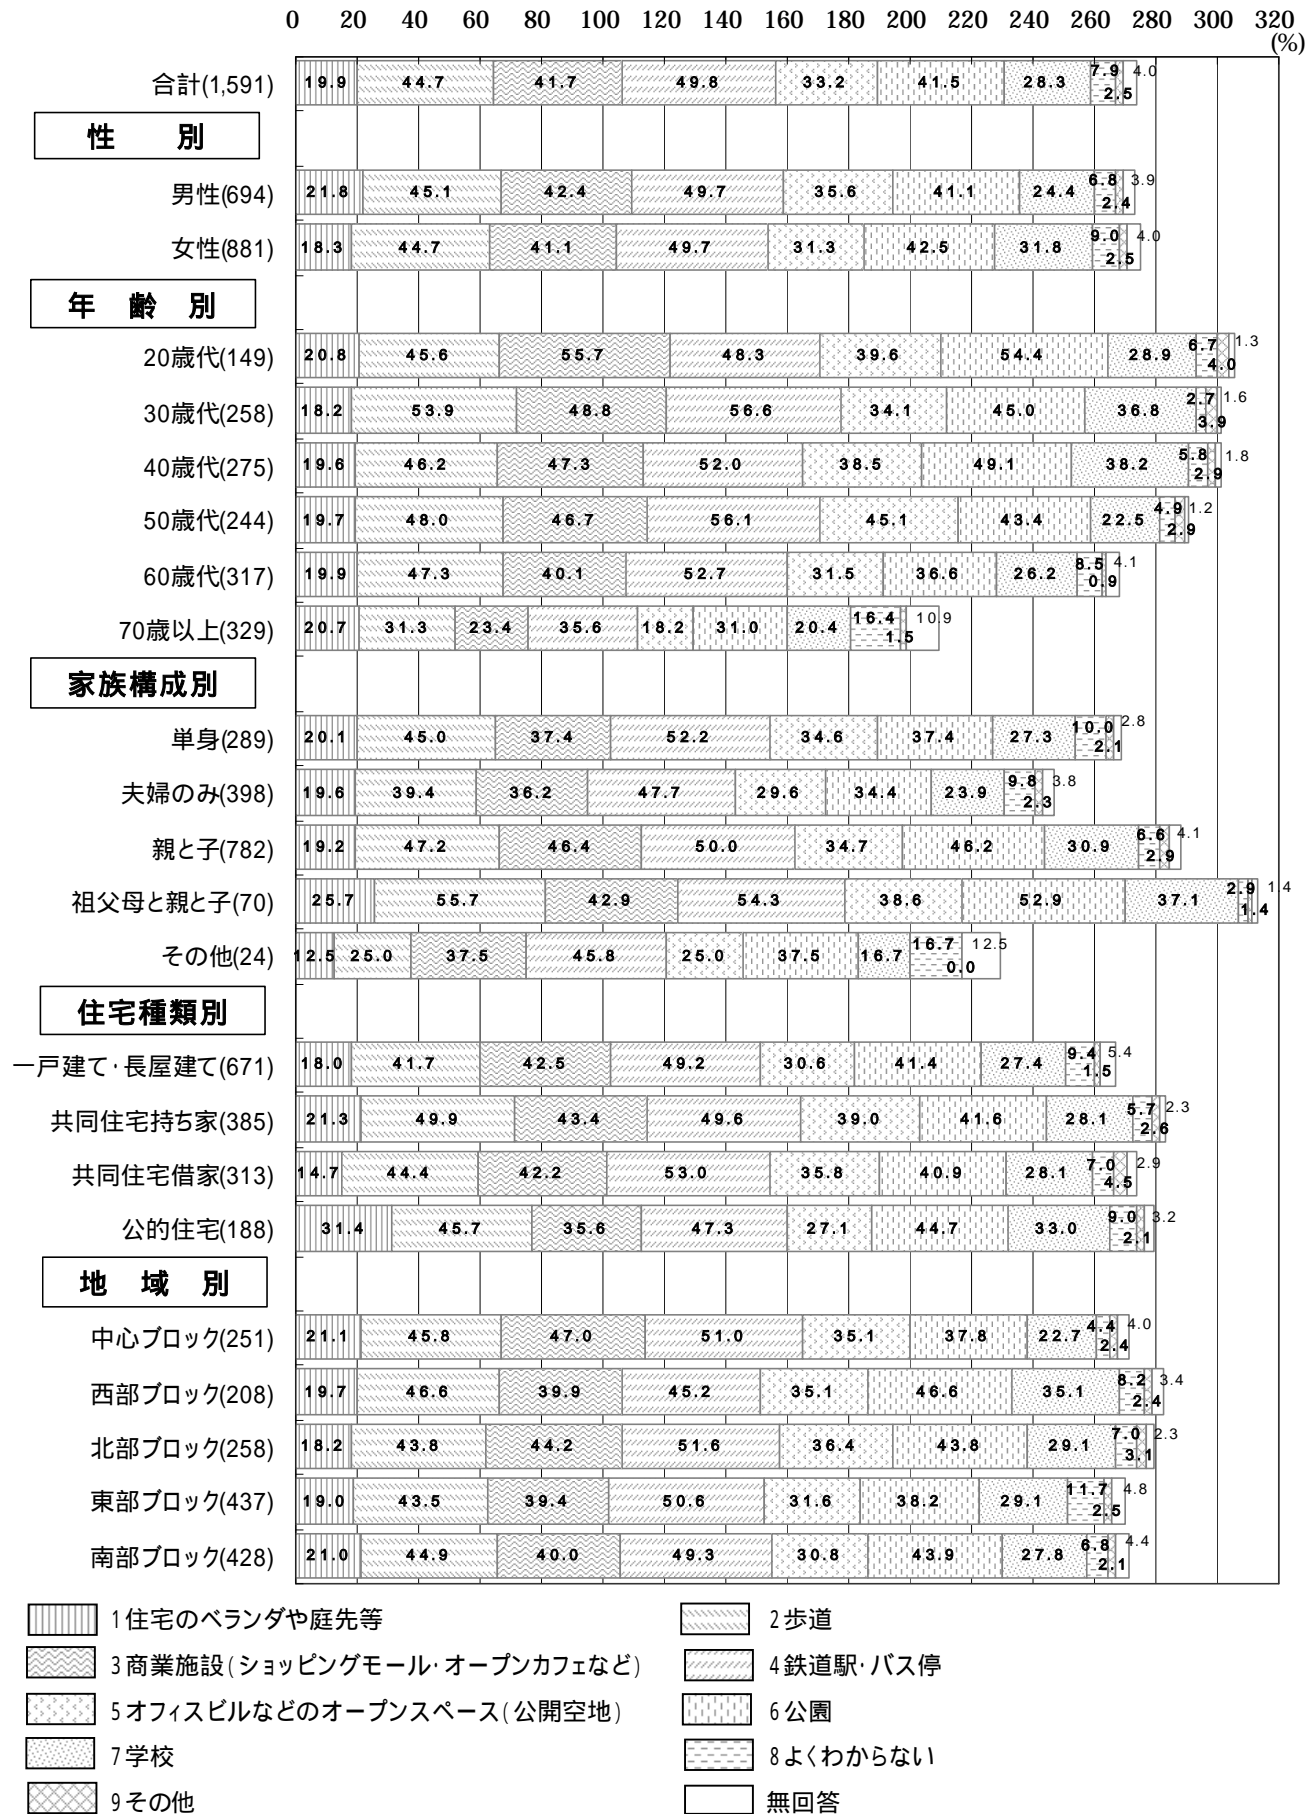 0 20 40 60 80 100 120 140 160 180 200 220 240 260 280 300 320
(%)
合計(1,591) 19.9 44.7 41.7 49.8 33.2 41.5 28.3 7.9 2.5 4.0
性 別
男性(694) 21.8 45.1 42.4 49.7 35.6 41.1 24.4 6.8 2.4 3.9
女性(881) 18.3 44.7 41.1 49.7 31.3 42.5 31.8 9.0 2.5 4.0
年 齢 別
20歳代(149) 20.8 45.6 55.7 48.3 39.6 54.4 28.9 6.7 4.0 1.3
30歳代(258) 18.2 53.9 48.8 56.6 34.1 45.0 36.8 2.7 3.9 1.6
40歳代(275) 19.6 46.2 47.3 52.0 38.5 49.1 38.2 5.8 2.9 1.8
50歳代(244) 19.7 48.0 46.7 56.1 45.1 43.4 22.5 4.9 2.9 1.2
60歳代(317) 19.9 47.3 40.1 52.7 31.5 36.6 26.2 8.5 0.9 4.1
70歳以上(329) 20.7 31.3 23.4 35.6 18.2 31.0 20.4 16.4 1.5 10.9
家族構成別
単身(289) 20.1 45.0 37.4 52.2 34.6 37.4 27.3 10.0 2.1 2.8
夫婦のみ(398) 19.6 39.4 36.2 47.7 29.6 34.4 23.9 9.8 2.3 3.8
親と子(782) 19.2 47.2 46.4 50.0 34.7 46.2 30.9 6.6 2.9 4.1
祖父母と親と子(70) 25.7 55.7 42.9 54.3 38.6 52.9 37.1 2.9 1.4 1.4
その他(24) 12.5 25.0 37.5 45.8 25.0 37.5 16.7 16.7 0.0 12.5
住宅種類別
一戸建て・長屋建て(671) 18.0 41.7 42.5 49.2 30.6 41.4 27.4 9.4 1.5 5.4
共同住宅持ち家(385) 21.3 49.9 43.4 49.6 39.0 41.6 28.1 5.7 2.6 2.3
共同住宅借家(313) 14.7 44.4 42.2 53.0 35.8 40.9 28.1 7.0 4.5 2.9
公的住宅(188) 31.4 45.7 35.6 47.3 27.1 44.7 33.0 9.0 2.1 3.2
地 域 別
中心ブロック(251) 21.1 45.8 47.0 51.0 35.1 37.8 22.7 4.4 2.4 4.0
西部ブロック(208) 19.7 46.6 39.9 45.2 35.1 46.6 35.1 8.2 2.4 3.4
北部ブロック(258) 18.2 43.8 44.2 51.6 36.4 43.8 29.1 7.0 3.1 2.3
東部ブロック(437) 19.0 43.5 39.4 50.6 31.6 38.2 29.1 11.7 2.5 4.8
南部ブロック(428) 21.0 44.9 40.0 49.3 30.8 43.9 27.8 6.8 2.1 4.4
1住宅のベランダや庭先等 2歩道
3商業施設(ショッピングモール・オープンカフェなど) 4鉄道駅・バス停
5オフィスビルなどのオープンスペース(公開空地) 6公園
7学校 8よくわからない
9その他 無回答